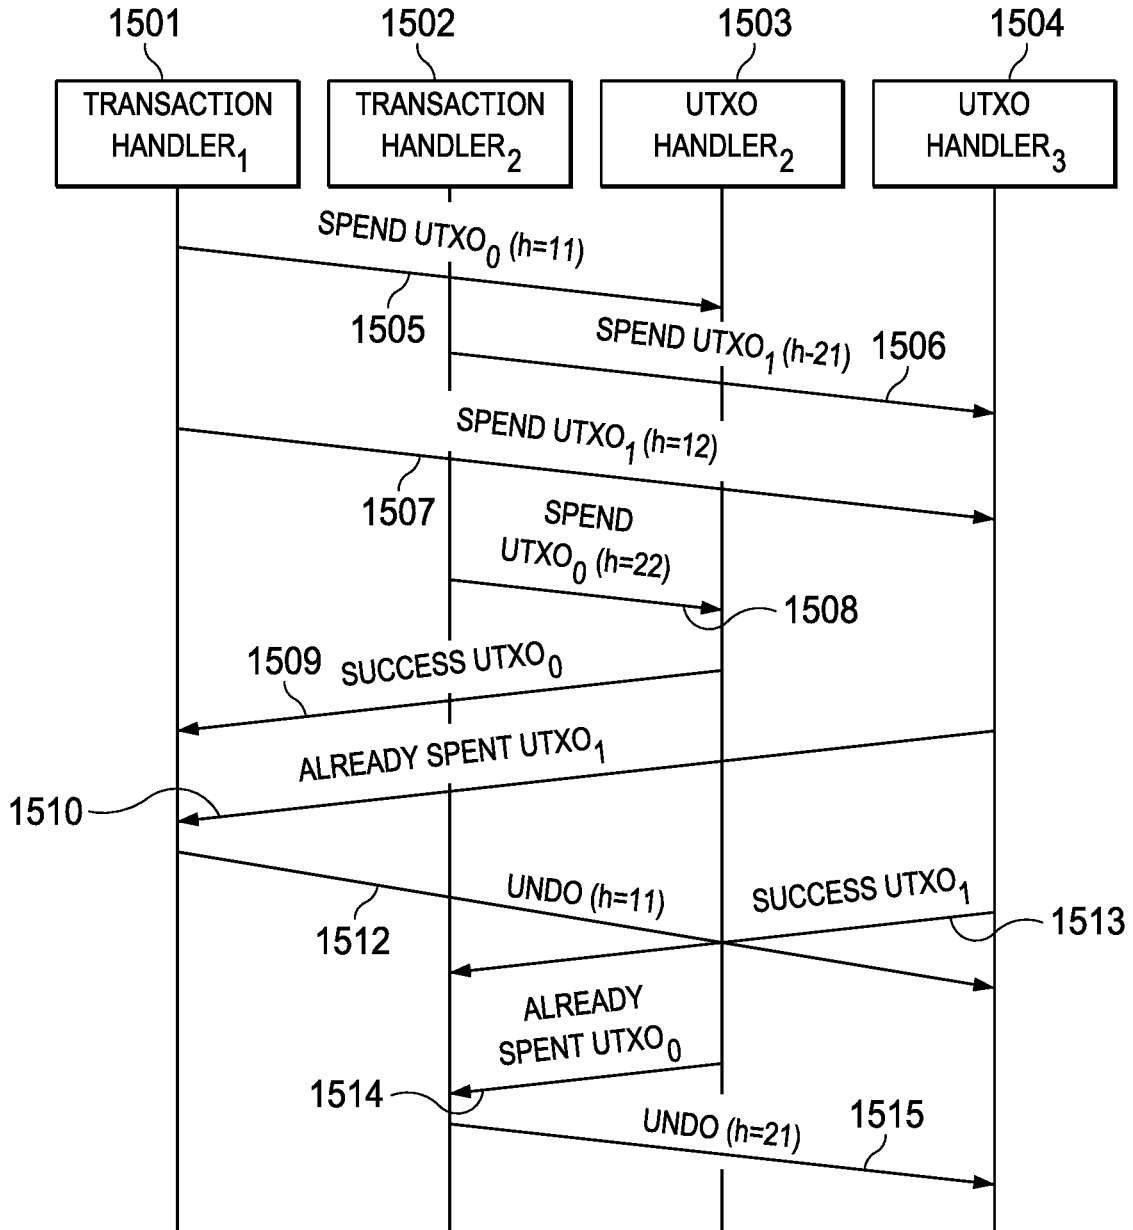 1501
1502
1503
1504
TRANSACTION
HANDLER1
TRANSACTION
HANDLER2
UTXO
HANDLER2
UTXO
HANDLER3
SPEND UTXO0 (h=11)
1505
SPEND UTXO1 (h-21)
1506
SPEND UTXO1 (h=12)
1507
SPEND
UTXO0 (h=22)
1508
1509
SUCCESS UTXO0
ALREADY SPENT UTXO1
1510
UNDO (h=11)
1512
SUCCESS UTXO1
1513
ALREADY
SPENT UTXO0
1514
UNDO (h=21)
1515